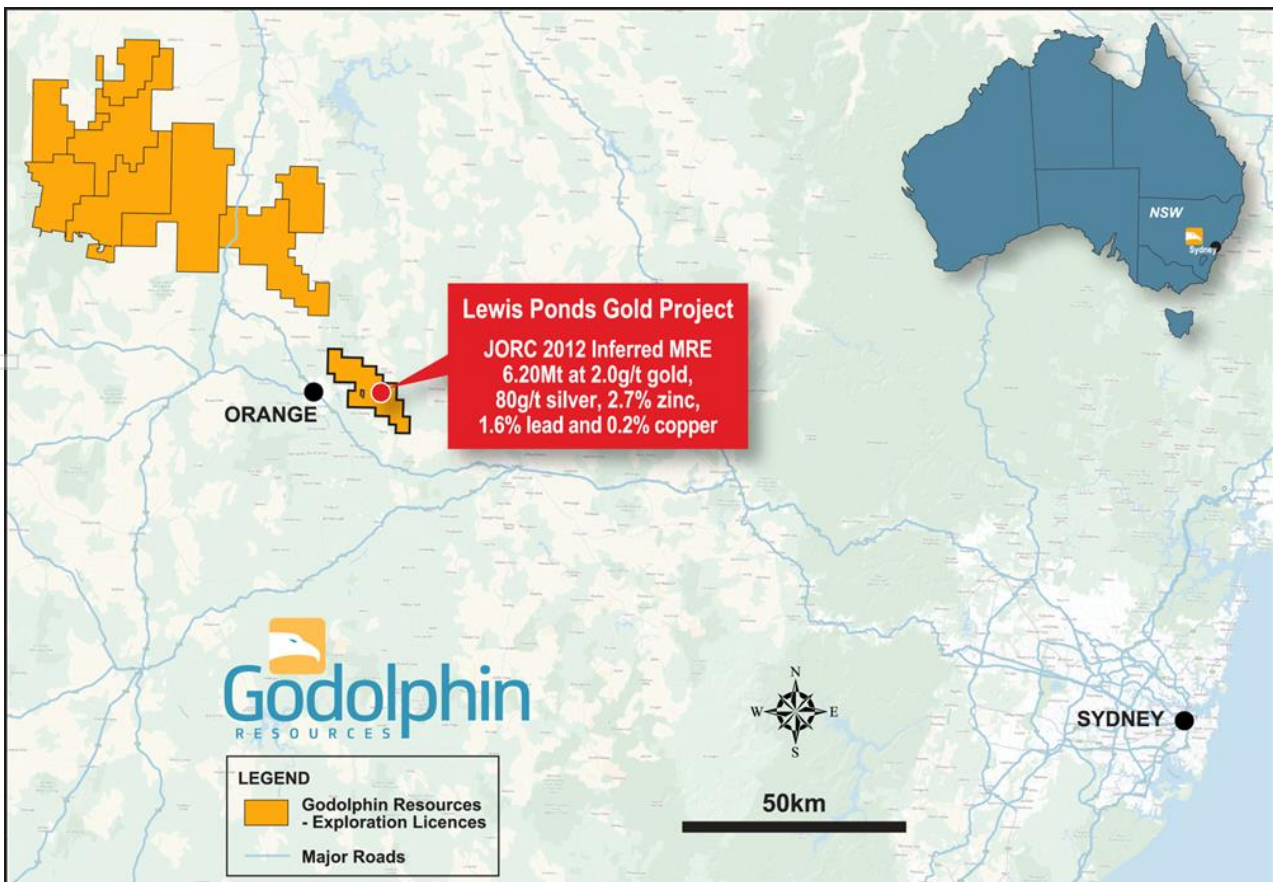 NSW
Sydney
Lewis Ponds Gold Project
JORC 2012 Inferred MRE
6.20Mt at 2.0g/t gold,
80g/t silver, 2.7% zinc,
1.6% lead and 0.2% copper
ORANGE
Godolphin
RESOURCES
N
W E
S
SYDNEY
LEGEND
Godolphin Resources
- Exploration Licences
Major Roads
50km